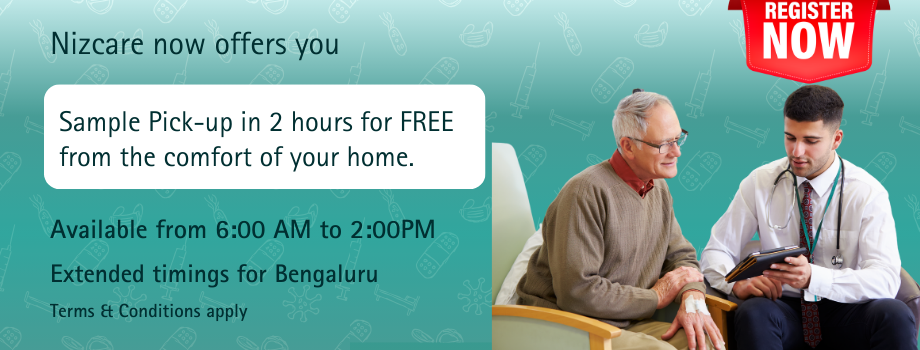 Nizcare now offers you
REGISTER
NOW
Sample Pick-up in 2 hours for FREE
from the comfort of your home.
Available from 6:00 AM to 2:00PM
Extended timings for Bengaluru
Terms & Conditions apply